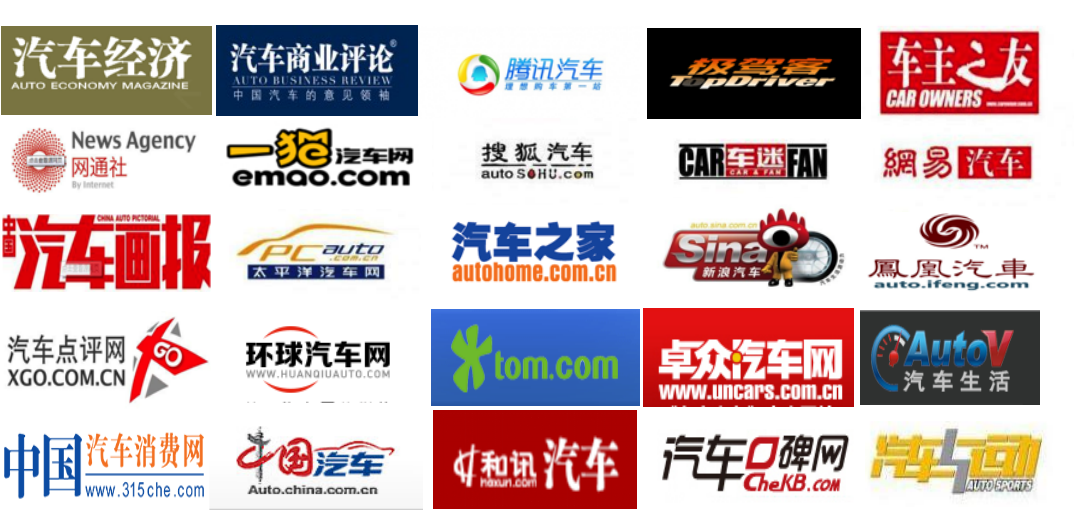 汽车经济
AUTO ECONOMY MAGAZINE
汽车商业评论®
AUTO BUSINESS REVIEW
中国汽车的意见领袖
腾讯汽车
理想购车第一站
极驾客
TopDriver
车主之友
CAR OWNERS
News Agency
网通社
By Internet
一猫汽车网
emao.com
搜狐汽车
auto.SoHU.com
CAR车迷FAN
CAR & FAN
網易汽车
CHINA AUTO PICTORIAL
中国汽车画报
PCauto
.com.cn
太平洋汽车网
汽车之家
autohome.com.cn
auto.sina.com.cn
Sina
新浪汽车
TM
鳳凰汽車
auto.ifeng.com
汽车点评网
XGO.COM.CN
GO
环球汽车网
WWW.HUANQIUAUTO.COM
tom.com
卓众汽车网
www.uncars.com.cn
AutoV
汽车生活
中国汽车消费网
www.315che.com
中国汽车
Auto.china.com.cn
和讯汽车
hexun.com
汽车口碑网
CheKB.com
汽车运动
AUTO SPORTS